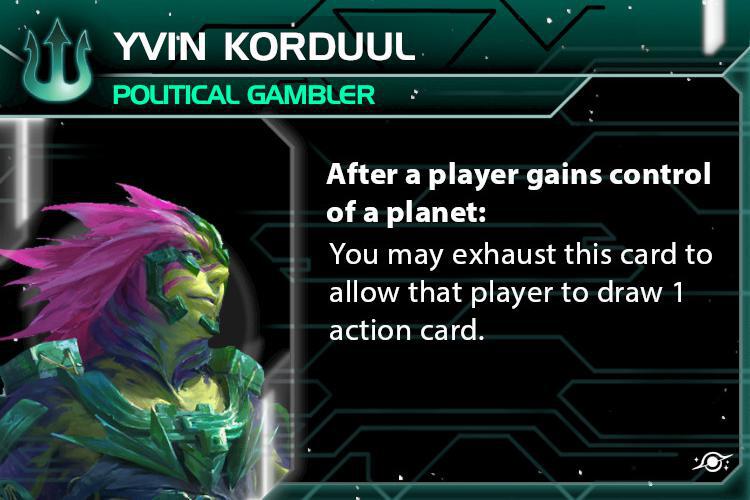 YVIN KORDUUL
POLITICAL GAMBLER
After a player gains control
of a planet:
You may exhaust this card to
allow that player to draw 1
action card.